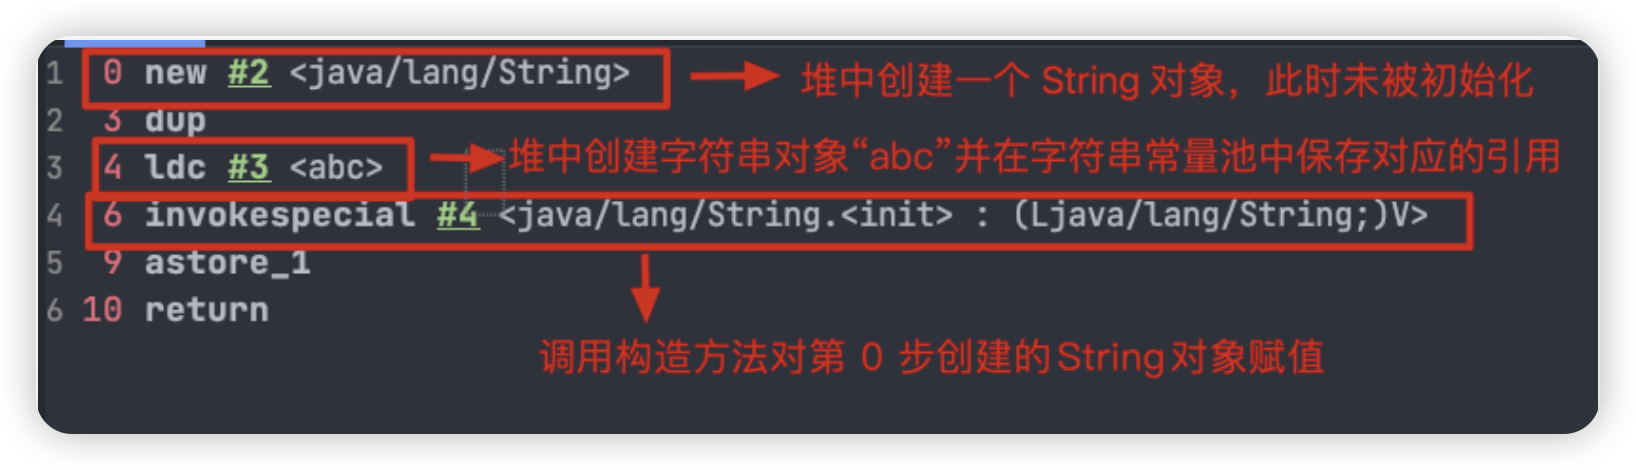 1 0 new #2 <java/lang/String> 堆中创建一个 String 对象，此时未被初始化
2 3 dup
3 4 ldc #3 <abc> 堆中创建字符串对象“abc”并在字符串常量池中保存对应的引用
4 6 invokespecial #4 <java/lang/String.<init> : (Ljava/lang/String;)V>
5 9 astore_1
6 10 return
调用构造方法对第 0 步创建的String对象赋值